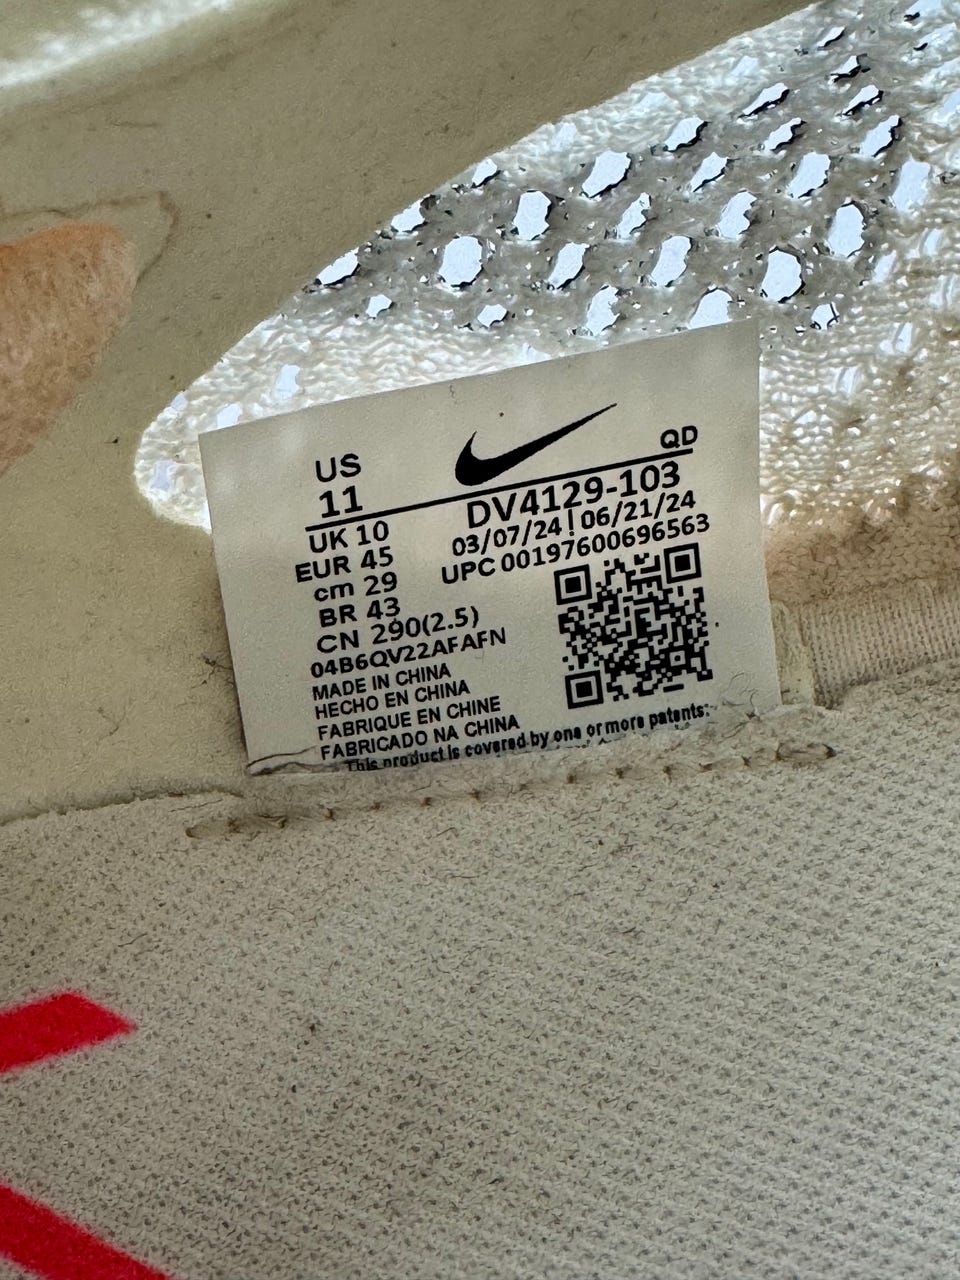 US
11
UK 10
EUR 45
cm 29
BR 43
CN 290(2.5)
04B6QV22AFAFN
MADE IN CHINA
HECHO EN CHINA
FABRIQUE EN CHINE
FABRICADO NA CHINA
This product is covered by one or more patents:
QD
DV4129-103
03/07/24 | 06/21/24
UPC 00197600696563